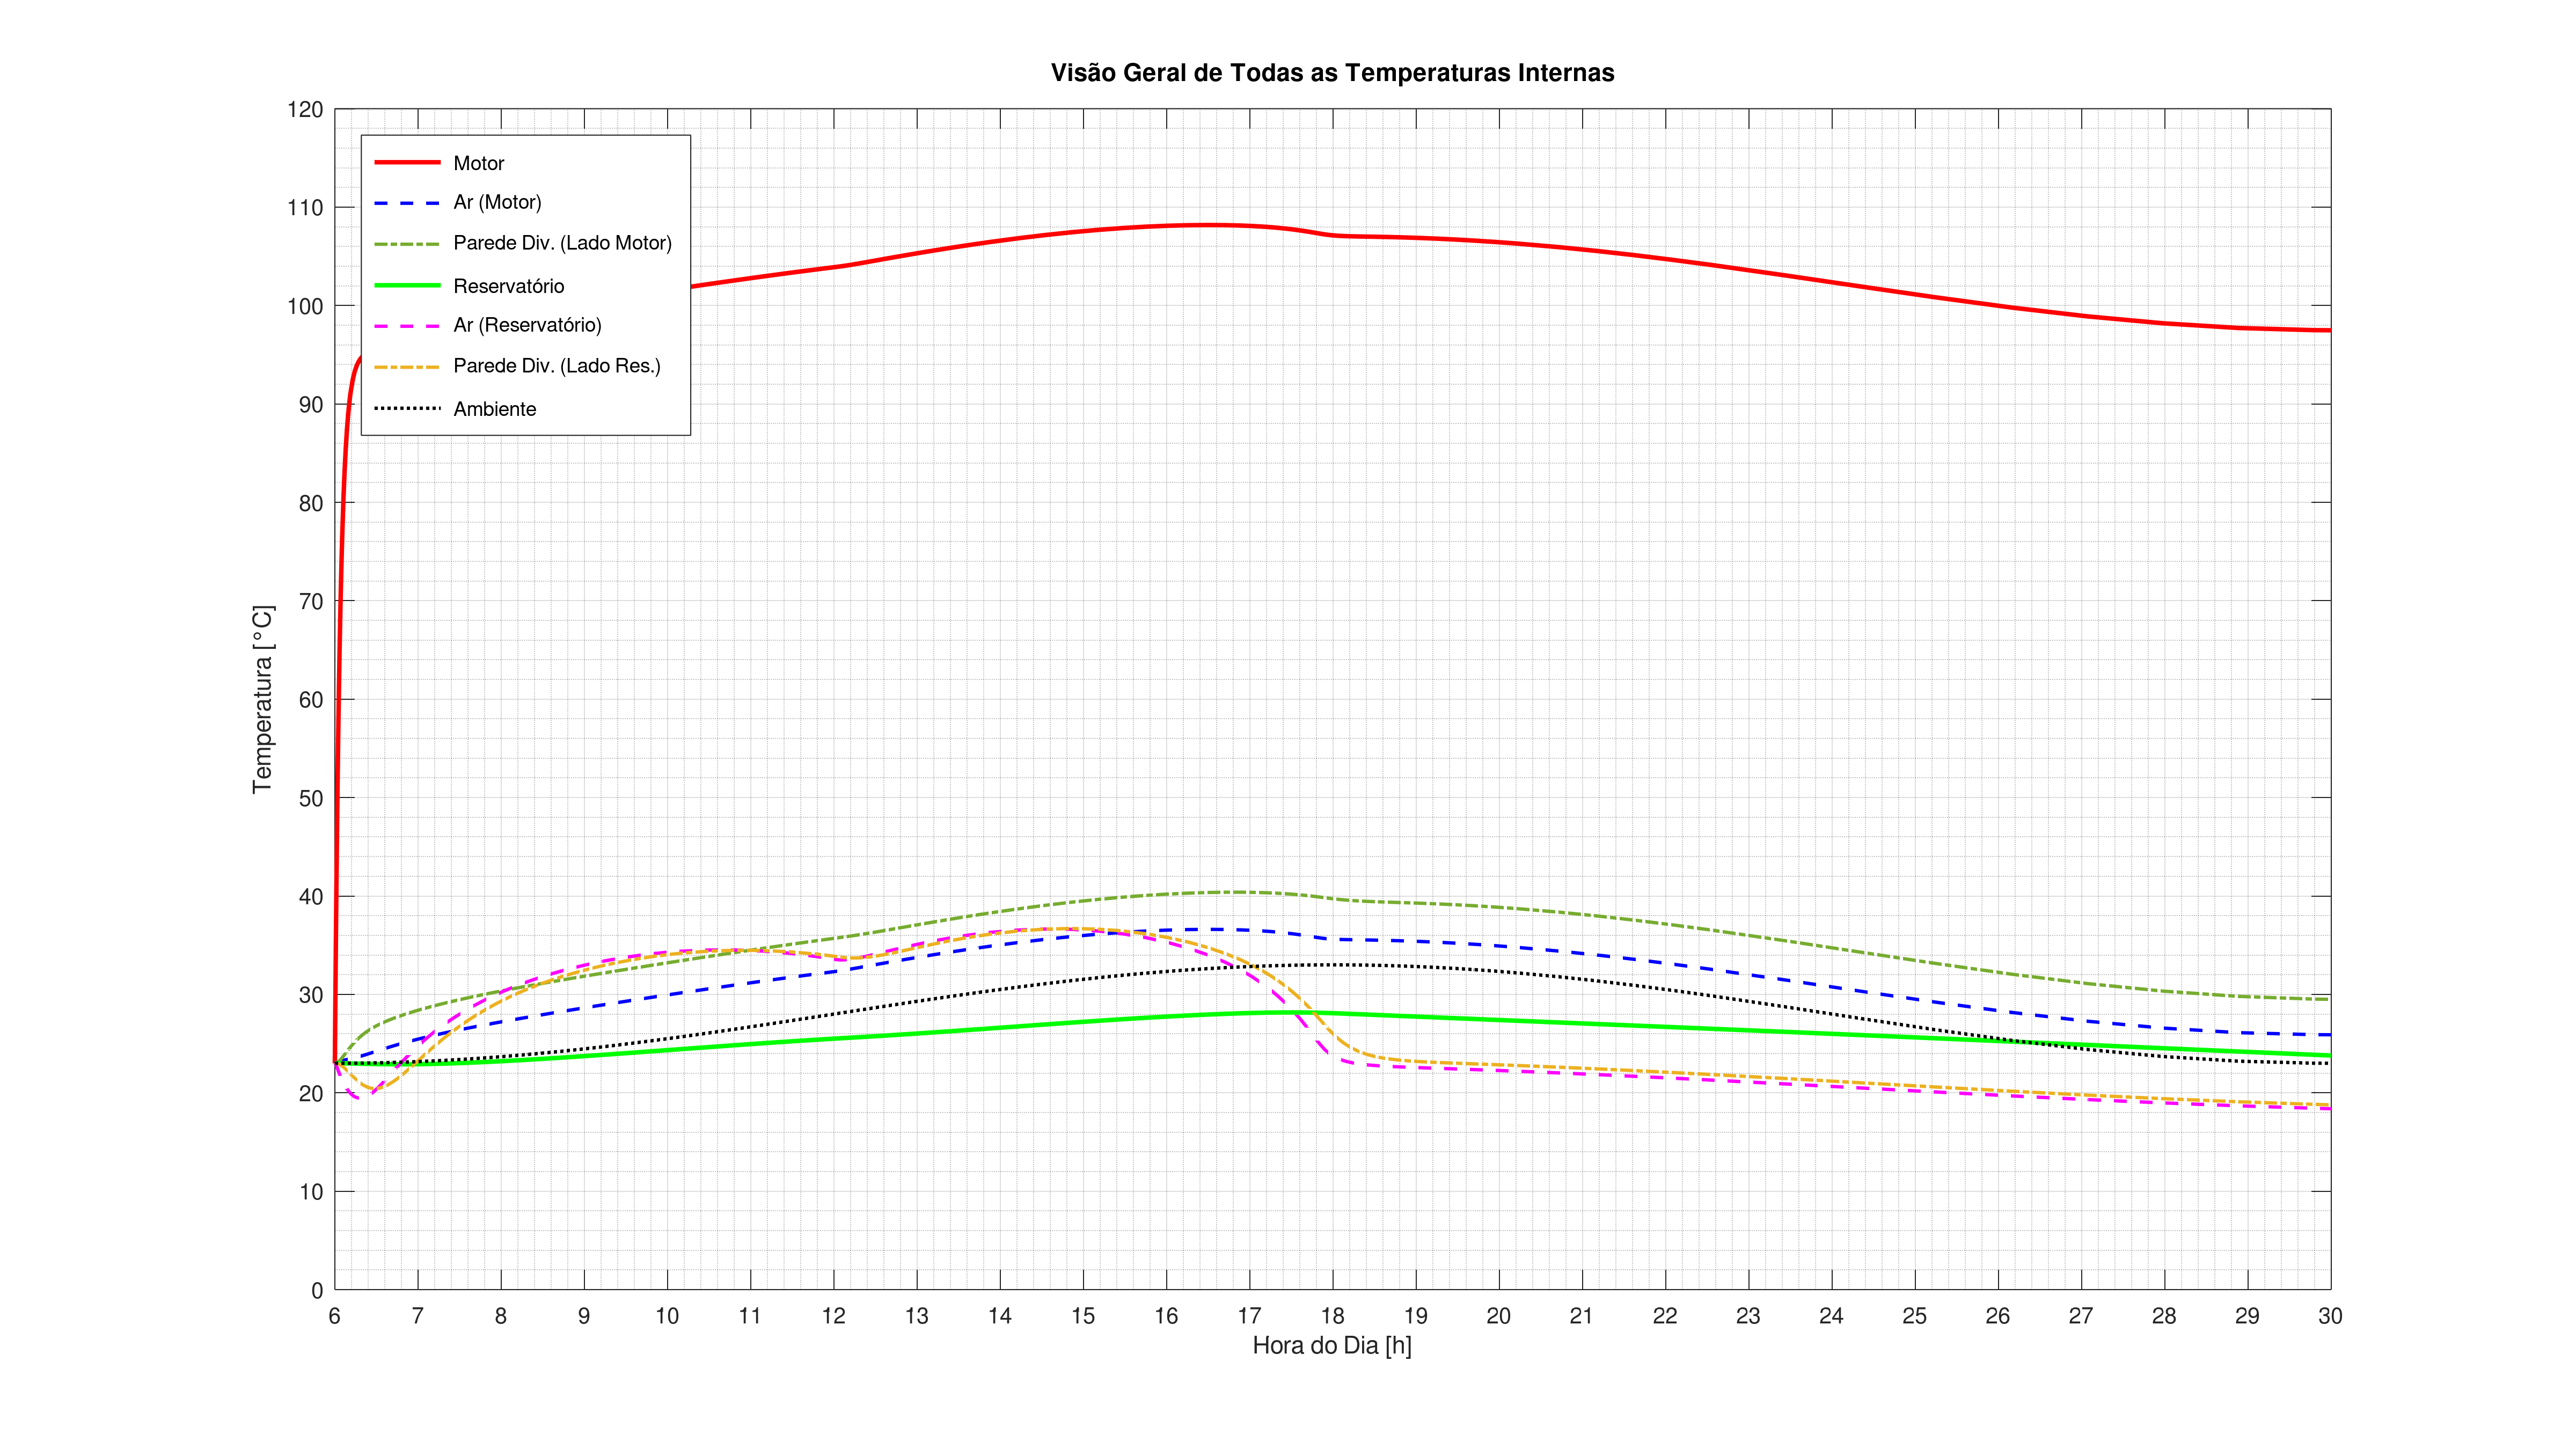 Visão Geral de Todas as Temperaturas Internas
120
110
100
90
80
70
60
50
40
30
20
10
0
Temperatura [°C]
Motor
Ar (Motor)
Parede Div. (Lado Motor)
Reservatório
Ar (Reservatório)
Parede Div. (Lado Res.)
Ambiente
6 7 8 9 10 11 12 13 14 15 16 17 18 19 20 21 22 23 24 25 26 27 28 29 30
Hora do Dia [h]